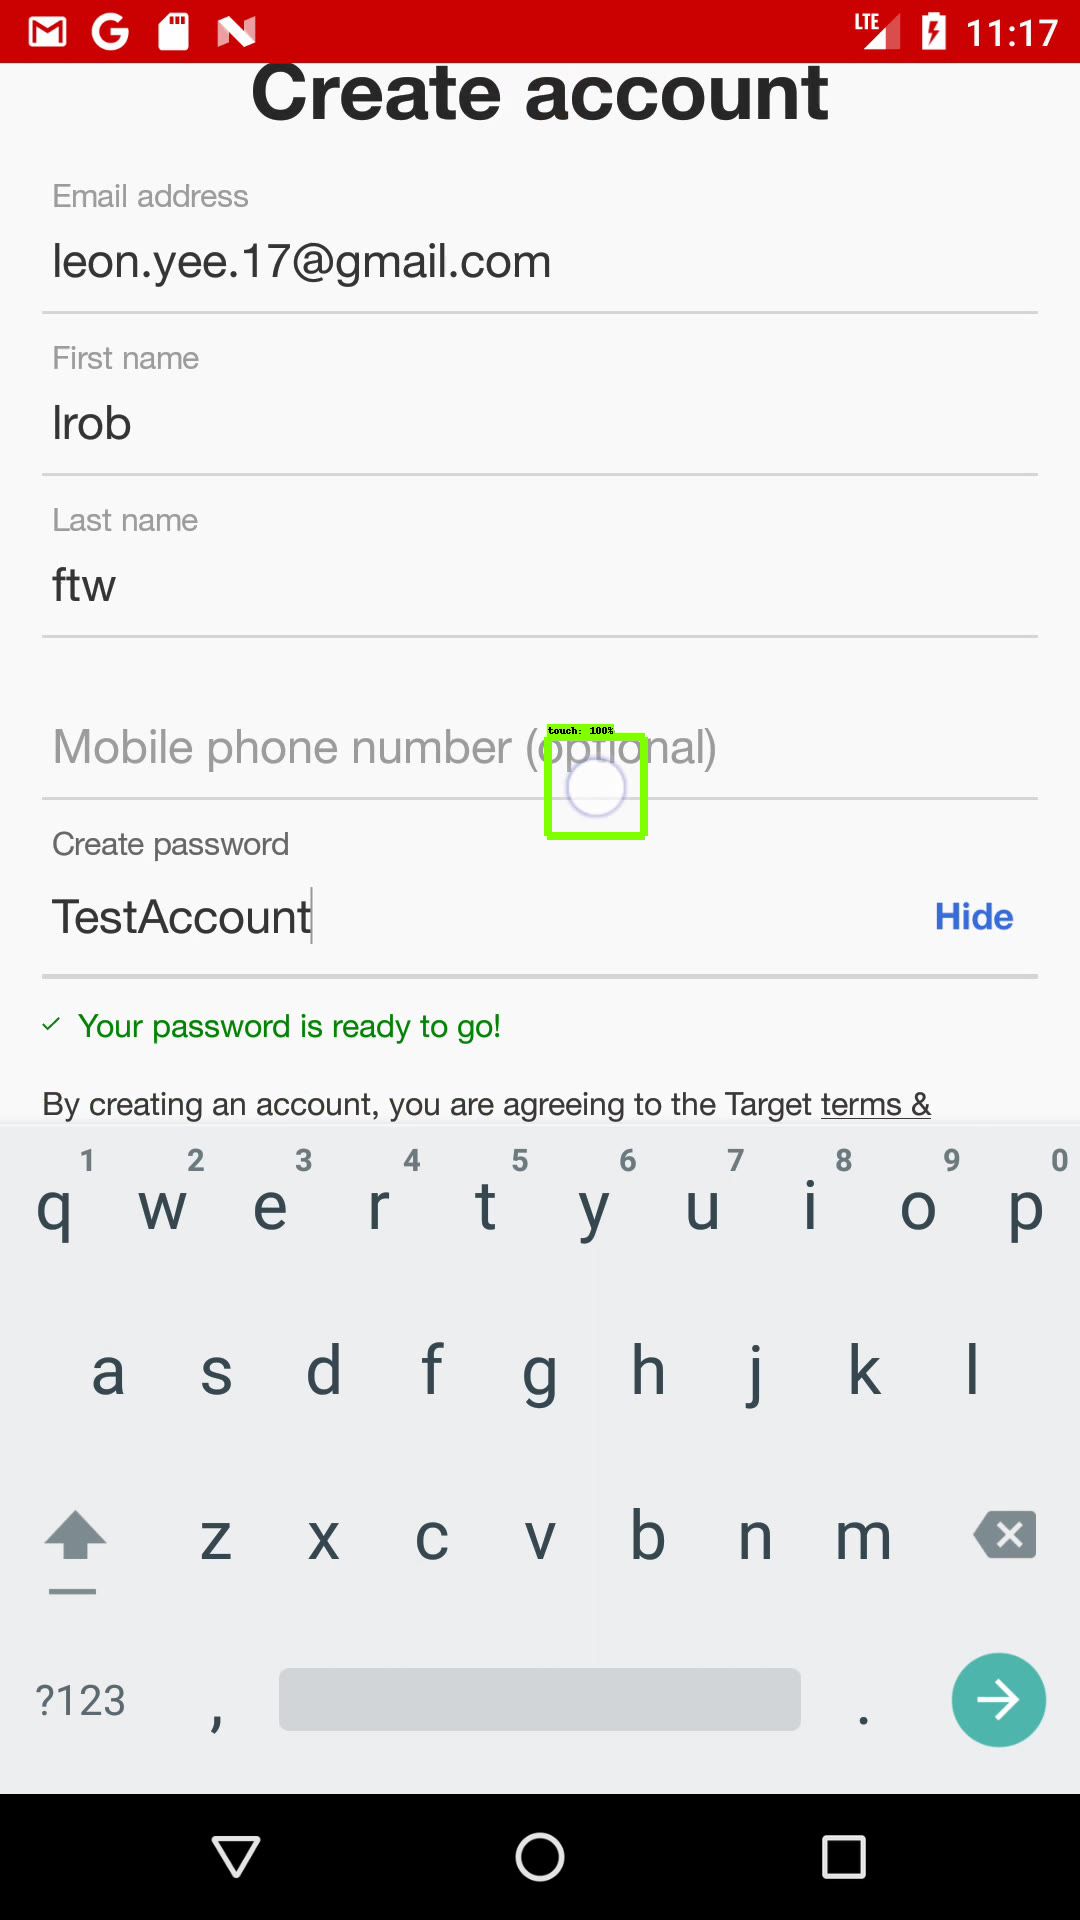 LTE 11:17
Create account
Email address
leon.yee.17@gmail.com
First name
lrob
Last name
ftw
touch: 100%
Mobile phone number (optional)
Create password
TestAccount Hide
Your password is ready to go!
By creating an account, you are agreeing to the Target terms &
1 2 3 4 5 6 7 8 9 0
q w e r t y u i o p
a s d f g h j k l
z x c v b n m
?123 , .